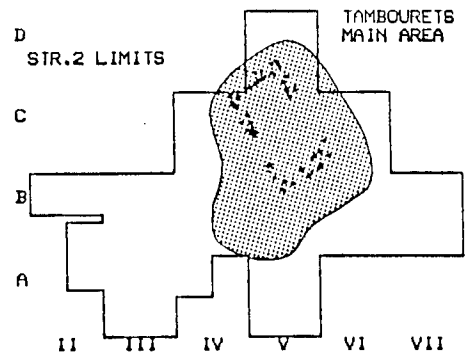 TAMBOURETS
MAIN AREA
D
STR.2 LIMITS
C
B
A
II III IV V VI VII